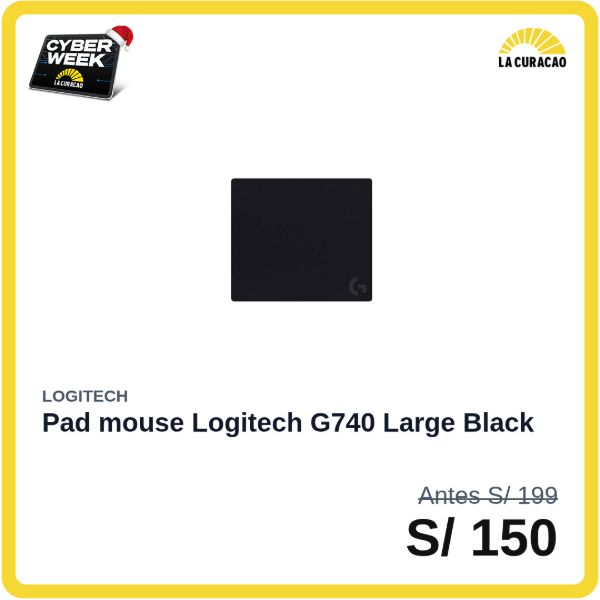 CYBER
WEEK
LA CURACAO
LA CURACAO
G
LOGITECH
Pad mouse Logitech G740 Large Black
Antes S/ 199
S/ 150